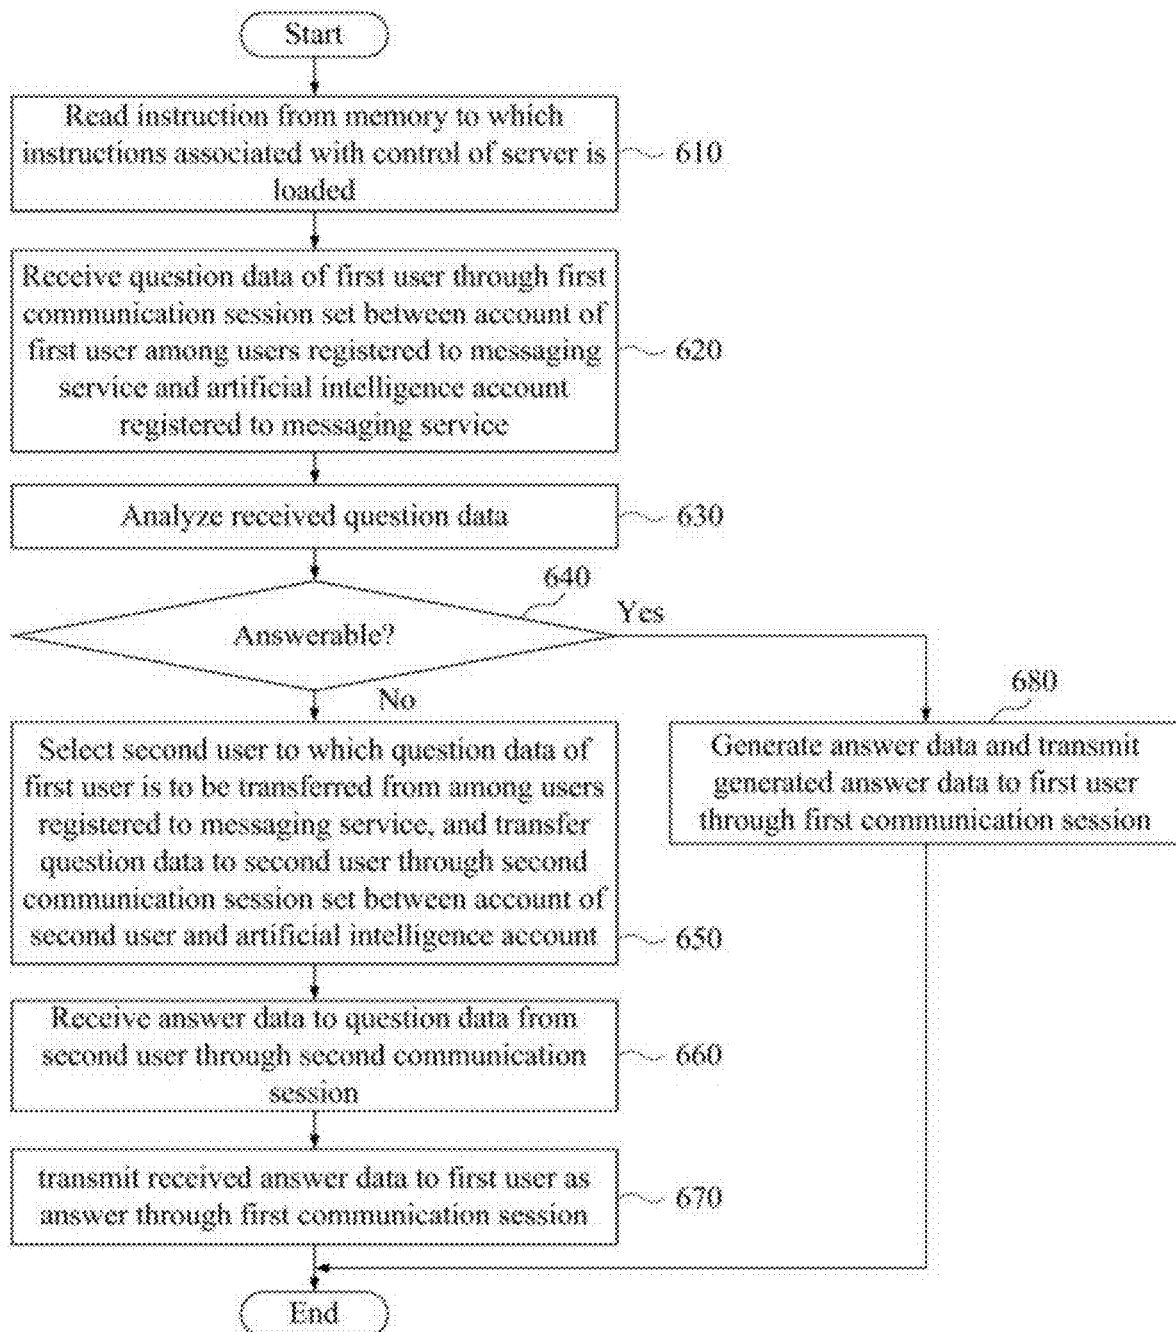 Start
Read instruction from memory to which
instructions associated with control of server is
loaded
610
Receive question data of first user through first
communication session set between account of
first user among users registered to messaging
service and artificial intelligence account
registered to messaging service
620
Analyze received question data
630
640
Answerable?
Yes
No
Select second user to which question data of
first user is to be transferred from among users
registered to messaging service, and transfer
question data to second user through second
communication session set between account of
second user and artificial intelligence account
650
680
Generate answer data and transmit
generated answer data to first user
through first communication session
Receive answer data to question data from
second user through second communication
session
660
transmit received answer data to first user as
answer through first communication session
670
End